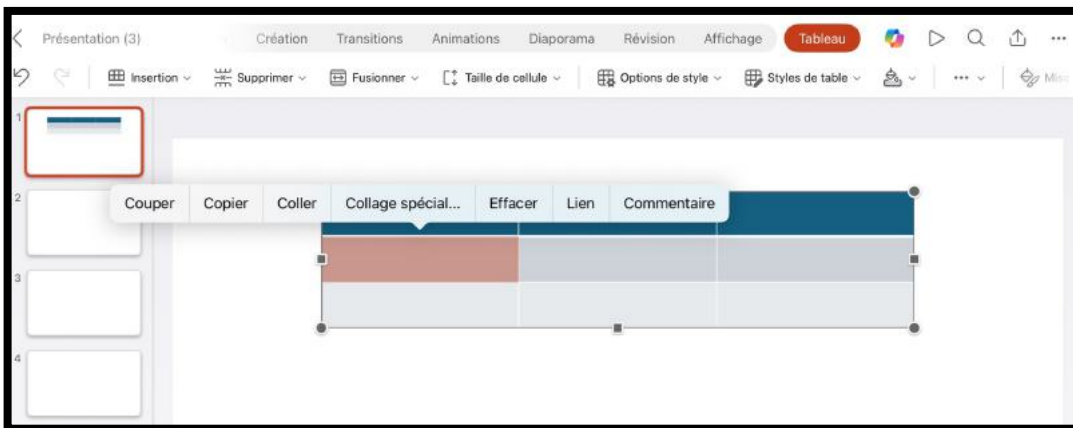 Présentation (3) Création Transitions Animations Diaporama Révision Affichage Tableau
Insertion Supprimer Fusionner Taille de cellule Options de style Styles de table
1
2
Couper Copier Coller Collage spécial... Effacer Lien Commentaire
3
4